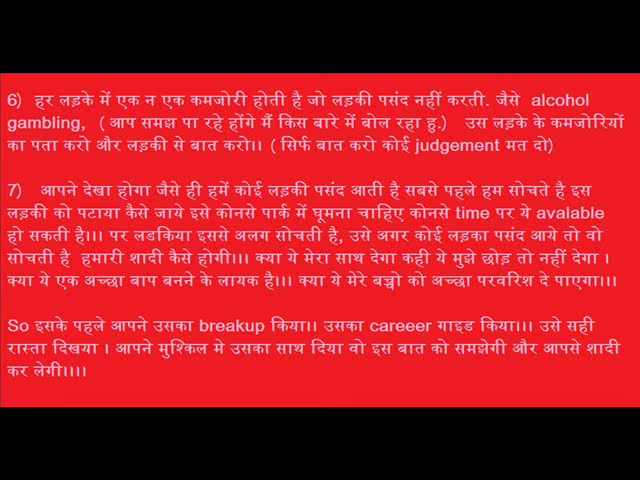 6)  हर लड़के में एक न एक कमजोरी होती है जो लड़की पसंद नहीं करती. जैसे  alcohol
gambling,  ( आप समझ पा रहे होंगे मैं किस बारे में बोल रहा हु.)   उस लड़के के कमजोरियों
का पता करो और लड़की से बात करो।। ( सिर्फ बात करो कोई judgement मत दो)
7)   आपने देखा होगा जैसे ही हमें कोई लड़की पसंद आती है सबसे पहले हम सोचते है इस
लड़की को पटाया कैसे जाये इसे कोनसे पार्क में घूमना चाहिए कोनसे time पर ये avalable
हो सकती है।।। पर लडकिया इससे अलग सोचती है, उसे अगर कोई लड़का पसंद आये तो वो
सोचती है  हमारी शादी कैसे होगी।।। क्या ये मेरा साथ देगा कही ये मुझे छोड़ तो नहीं देगा ।
क्या ये एक अच्छा बाप बनने के लायक है।।। क्या ये मेरे बच्चो को अच्छा परवरिश दे पाएगा।।।
So इसके पहले आपने उसका breakup किया।। उसका careeer गाइड किया।।। उसे सही
रास्ता दिखया । आपने मुश्किल मे उसका साथ दिया वो इस बात को समझेगी और आपसे शादी
कर लेगी।।।।